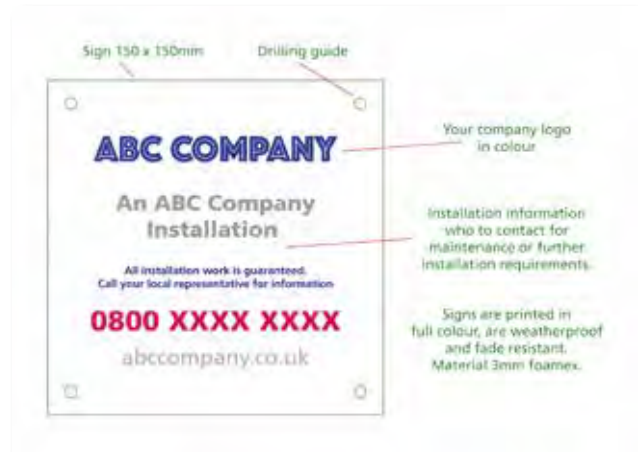 Sign 150 x 150mm
Drilling guide
ABC COMPANY
Your company logo
in colour
An ABC Company
Installation
Installation information
who to contact for
maintenance or further
installation requirements.
All installation work is guaranteed.
Call your local representative for information
0800 XXXX XXXX
abccompany.co.uk
Signs are printed in
full colour, are weatherproof
and fade resistant.
Material 3mm foamex.